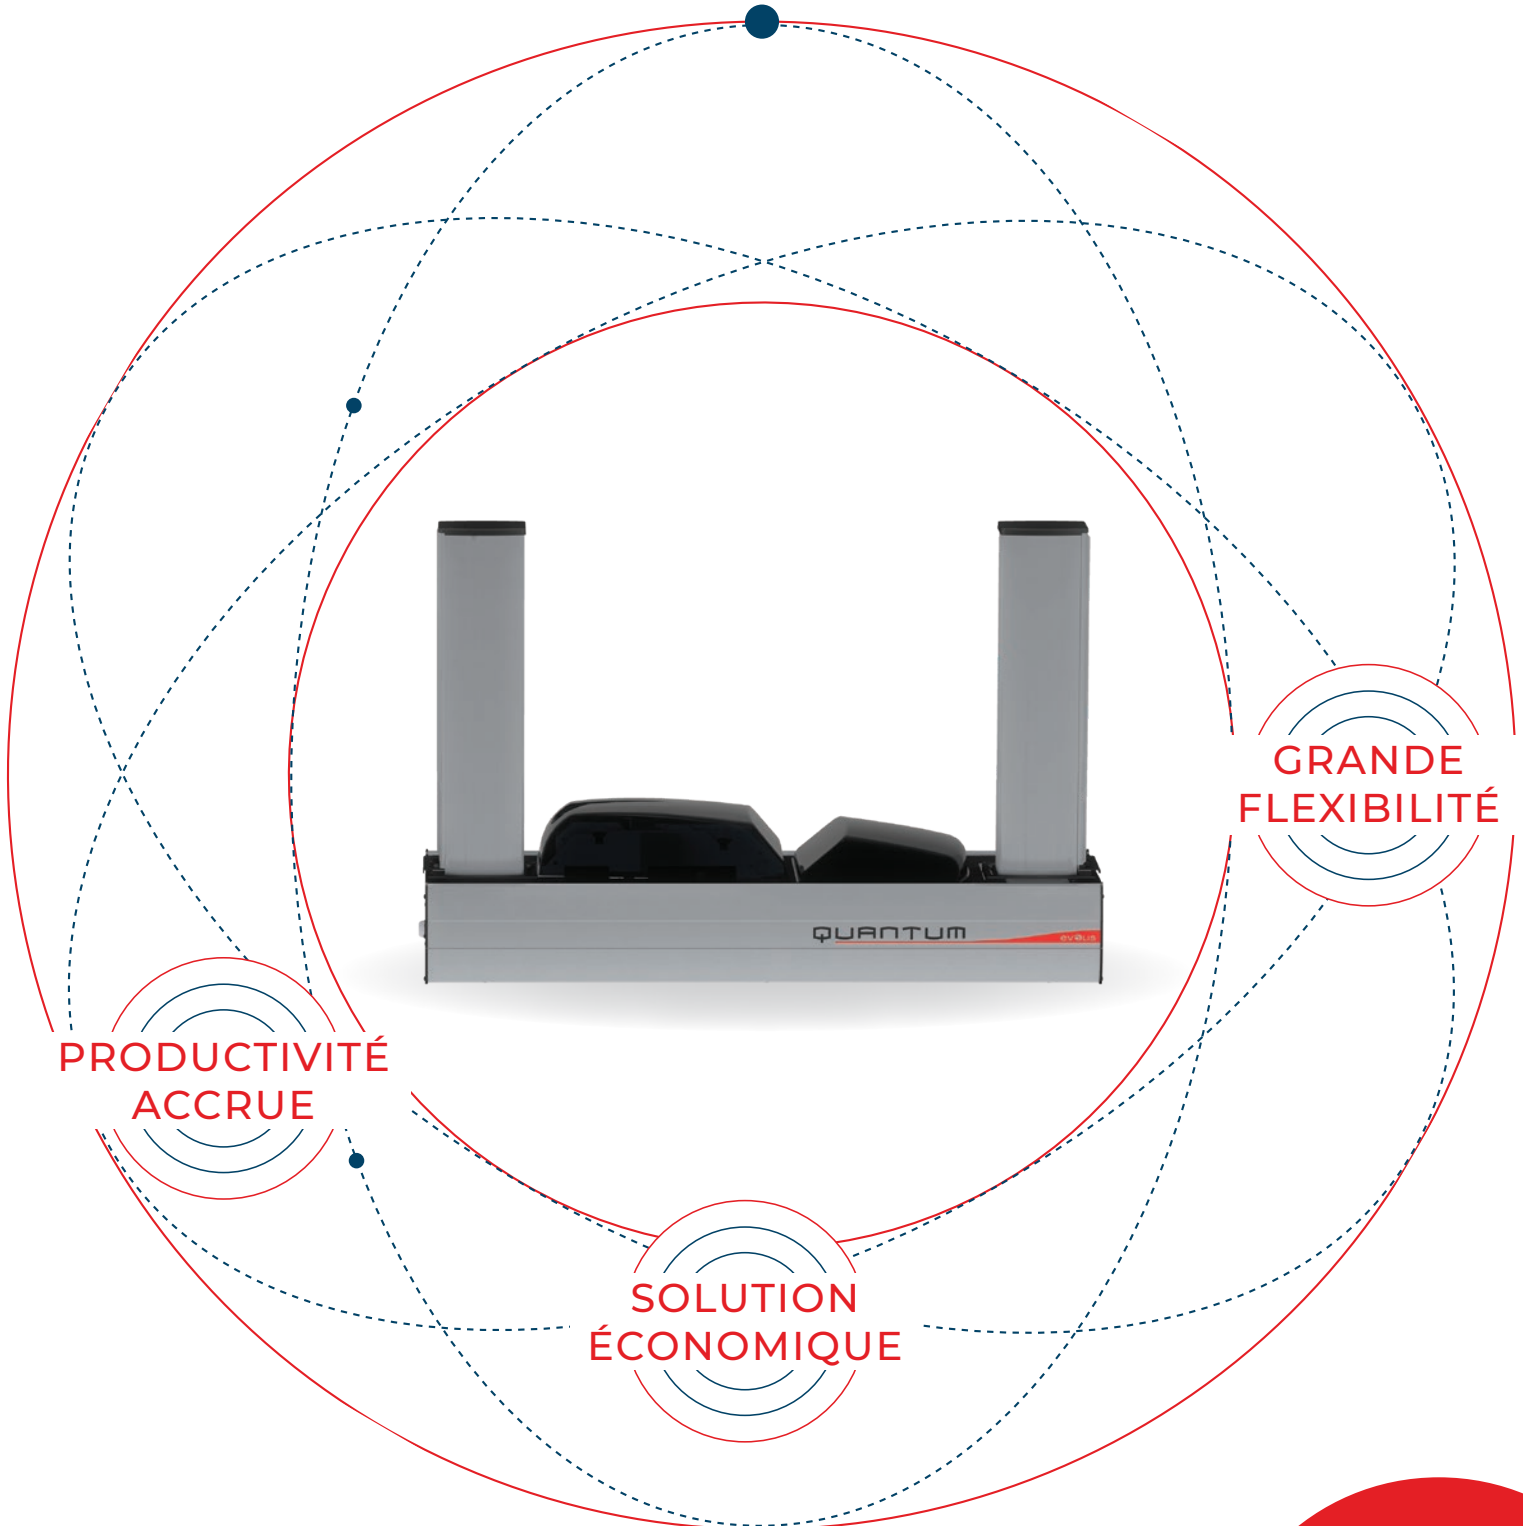 GRANDE
FLEXIBILITÉ
QUANTUM
evolis
PRODUCTIVITÉ
ACCRUE
SOLUTION
ÉCONOMIQUE